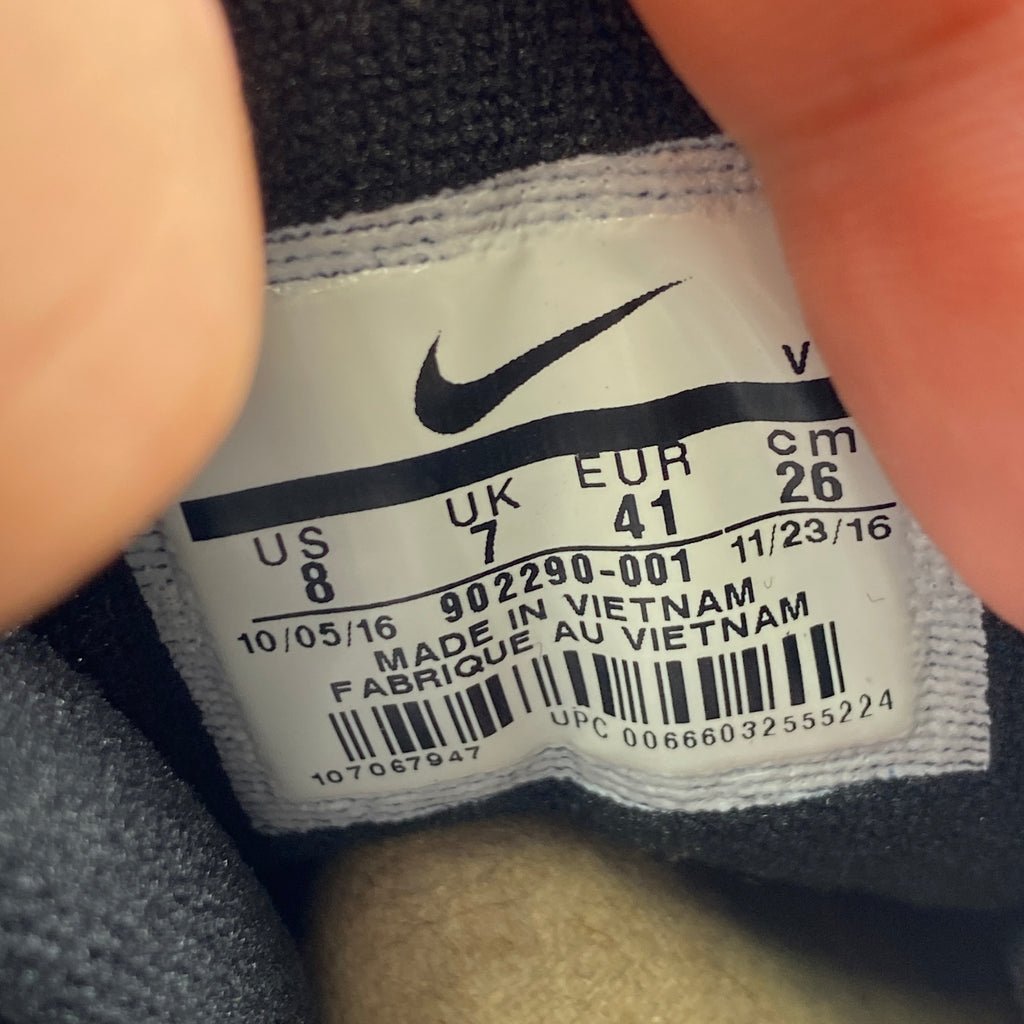 V
US UK EUR cm
8 7 41 26
10/05/16 902290-001 11/23/16
MADE IN VIETNAM
FABRIQUE AU VIETNAM
107067947 UPC 00666032555224